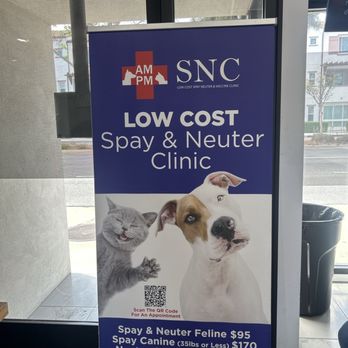 AM
PM
SNC
LOW COST SPAY NEUTER & VACCINE CLINIC
LOW COST
Spay & Neuter
Clinic
Scan The QR Code
For An Appointment
Spay & Neuter Feline $95
Spay Canine (35lbs or Less) $170